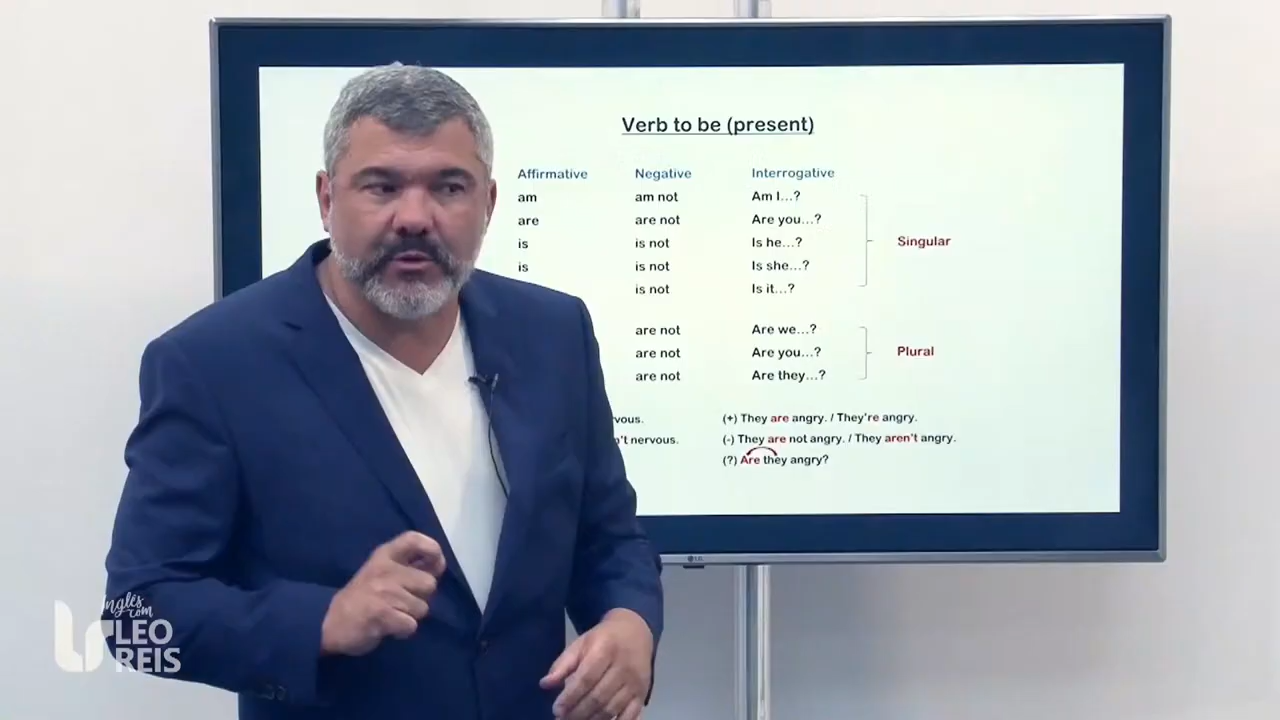 Verb to be (present)
Affirmative Negative Interrogative
am am not Am I...?
are are not Are you...?
is is not Is he...?
is is not Is she...?
is not Is it...?
Singular
are not Are we...?
are not Are you...?
are not Are they...?
Plural
(+) They are angry. / They're angry.
nervous. (-) They are not angry. / They aren't angry.
(?) Are they angry?
LG
Inglês
com
LEO
REIS